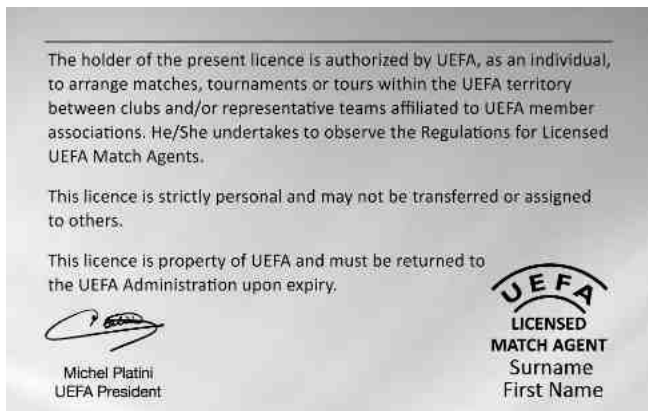 The holder of the present licence is authorized by UEFA, as an individual,
to arrange matches, tournaments or tours within the UEFA territory
between clubs and/or representative teams affiliated to UEFA member
associations. He/She undertakes to observe the Regulations for Licensed
UEFA Match Agents.
This licence is strictly personal and may not be transferred or assigned
to others.
This licence is property of UEFA and must be returned to
the UEFA Administration upon expiry.
Michel Platini
UEFA President
UEFA
LICENSED
MATCH AGENT
Surname
First Name